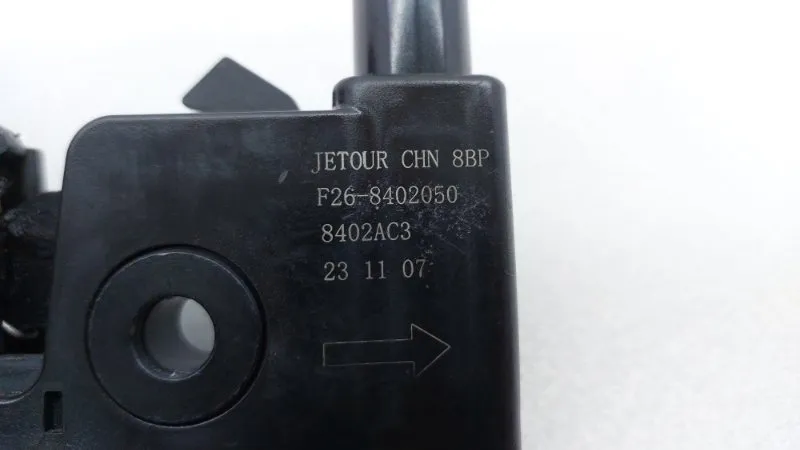 JETOUR CHN 8BP
F26-8402050
8402AC3
23 11 07